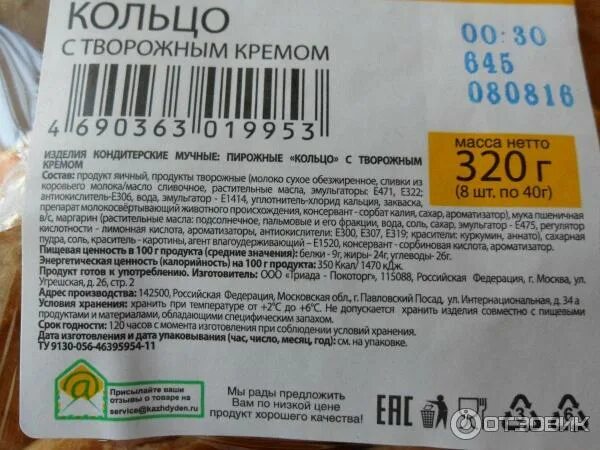 КОЛЬЦО
С ТВОРОЖНЫМ КРЕМОМ
00:30
645
080816
4 690363 019953
масса нетто
320 г
(8 шт. по 40г)
ИЗДЕЛИЯ КОНДИТЕРСКИЕ МУЧНЫЕ: ПИРОЖНЫЕ «КОЛЬЦО» С ТВОРОЖНЫМ
КРЕМОМ
Состав: продукт яичный, продукты творожные (молоко сухое обезжиренное, сливки из
коровьего молока/масло сливочное, растительные масла, эмульгаторы: Е471, Е322;
антиокислитель-Е306, вода, эмульгатор - Е1414, уплотнитель-хлорид кальция, закваска,
препарат молокосвёртывающий животного происхождения, консервант - сорбат калия, сахар, ароматизатор), мука пшеничная
в/с, маргарин (растительные масла: подсолнечное, пальмовые и его фракции, вода, соль, сахар, эмульгатор - Е475, регулятор
кислотности - лимонная кислота, ароматизаторы, антиокислители: Е300, Е307, Е319; красители: куркумин, аннато), сахарная
пудра, соль, краситель - каротины, агент влагоудерживающий - Е1520, консервант - сорбиновая кислота, ароматизатор.
Пищевая ценность в 100 г продукта (средние значения): белки - 9г, жиры- 24г, углеводы- 26г.
Энергетическая ценность (калорийность) на 100 г продукта: 350 Ккал/ 1470 кДж.
Продукт готов к употреблению. Изготовитель: ООО «Триада - Покоторг», 115088, Российская Федерация, г. Москва, ул.
Угрешская, д. 26, стр. 2
Адрес производства: 142500, Российская Федерация, Московская обл., г. Павловский Посад, ул. Интернациональная, д. 34 а
Условия хранения: хранить при температуре от +2°С до +6°С. Не допускается хранить изделия совместно с пищевыми
продуктами и материалами, обладающими специфическим запахом.
Срок годности: 120 часов с момента изготовления при соблюдении условий хранения.
Дата изготовления и дата упаковывания (час, число, месяц, год): см. на упаковке.
ТУ 9130-056-46395954-11
Присылайте ваши
отзывы о товаре на
service@kazhdyden.ru
Мы рады предложить
Вам по низкой цене
продукт хорошего качества!
EAC
3
6
ОТЗОВИК